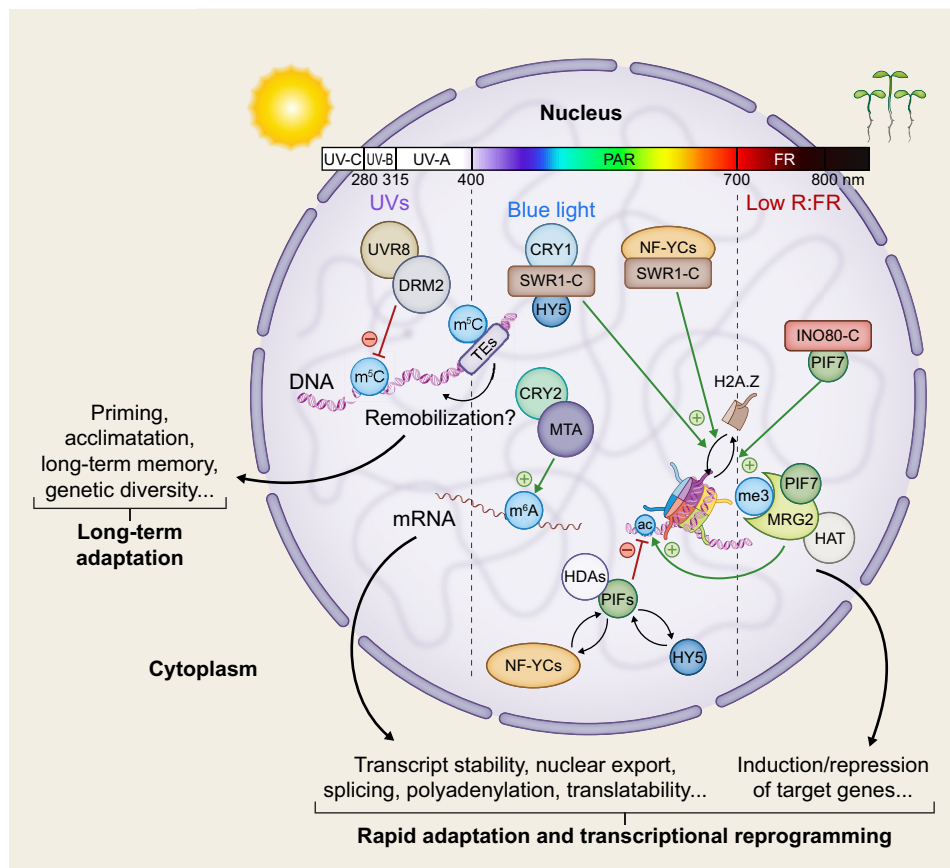 Nucleus
UV-C UV-B UV-A PAR FR
280 315 400 700 800 nm
UVs
Blue light
Low R:FR
UVR8
DRM2
CRY1
SWR1-C
HY5
NF-YCs
SWR1-C
INO80-C
PIF7
m⁵C
TEs
−
m⁵C
DNA
Remobilization?
CRY2
MTA
+
m⁶A
mRNA
H2A.Z
+
+
me3
PIF7
MRG2
HAT
ac
−
+
HDAs
PIFs
NF-YCs
HY5
Priming,
acclimatation,
long-term memory,
genetic diversity...
Long-term
adaptation
Cytoplasm
Transcript stability, nuclear export,
splicing, polyadenylation, translatability...
Induction/repression
of target genes...
Rapid adaptation and transcriptional reprogramming